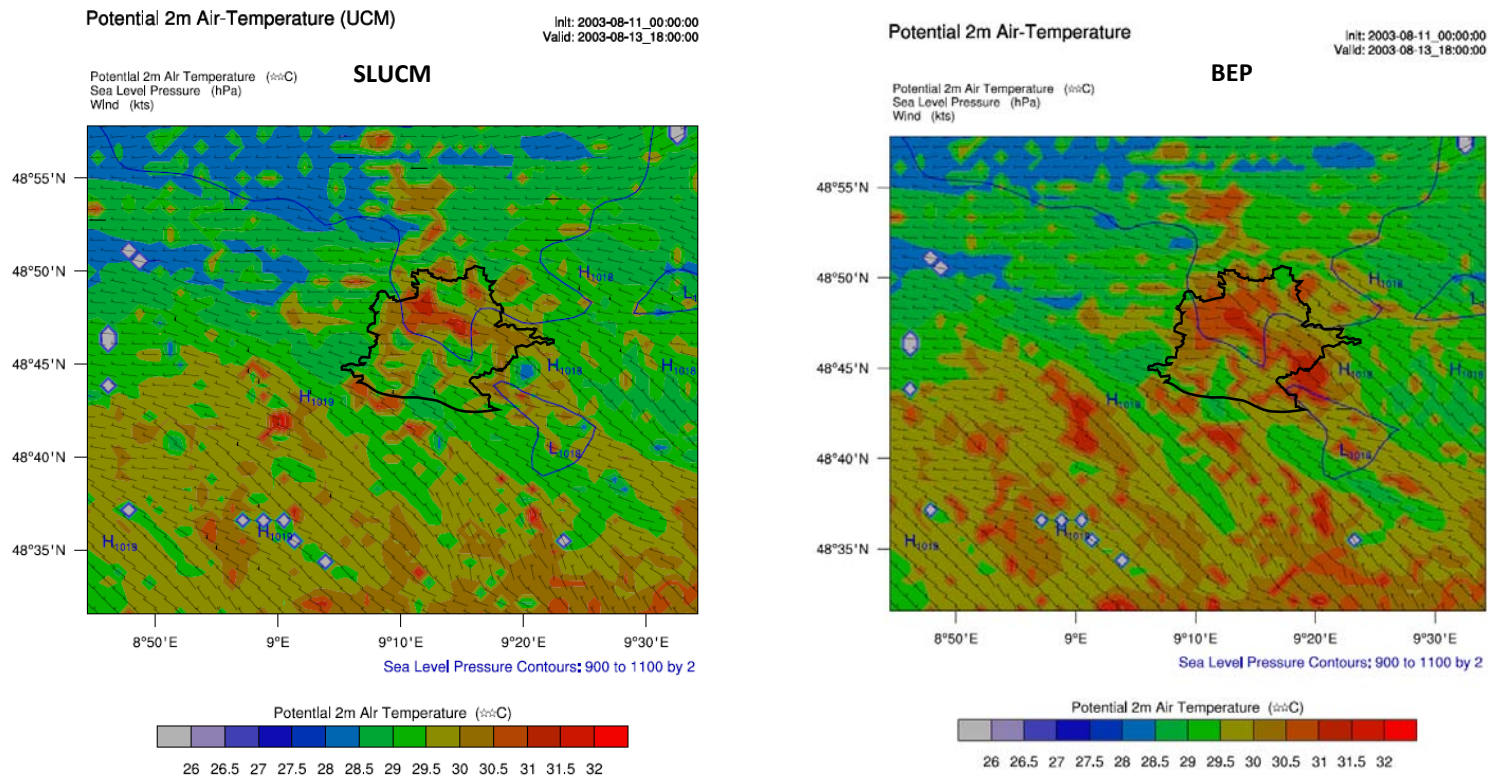 Potential 2m Air-Temperature (UCM)
Init: 2003-08-11_00:00:00
Valid: 2003-08-13_18:00:00
Potential 2m Air Temperature (☆☆C)
Sea Level Pressure (hPa)
Wind (kts)
SLUCM
48°55'N
48°50'N
48°45'N
48°40'N
48°35'N
H1018
L1
H1018
H1018
H1019
L1018
H1019
H1019
8°50'E
9°E
9°10'E
9°20'E
9°30'E
Sea Level Pressure Contours: 900 to 1100 by 2
Potential 2m Air Temperature (☆☆C)
26 26.5 27 27.5 28 28.5 29 29.5 30 30.5 31 31.5 32
Potential 2m Air-Temperature
Init: 2003-08-11_00:00:00
Valid: 2003-08-13_18:00:00
Potential 2m Air Temperature (☆☆C)
Sea Level Pressure (hPa)
Wind (kts)
BEP
48°55'N
48°50'N
48°45'N
48°40'N
48°35'N
H1018
L1
H1018
H1018
H1019
L1018
H1019
H1019
8°50'E
9°E
9°10'E
9°20'E
9°30'E
Sea Level Pressure Contours: 900 to 1100 by 2
Potential 2m Air Temperature (☆☆C)
26 26.5 27 27.5 28 28.5 29 29.5 30 30.5 31 31.5 32